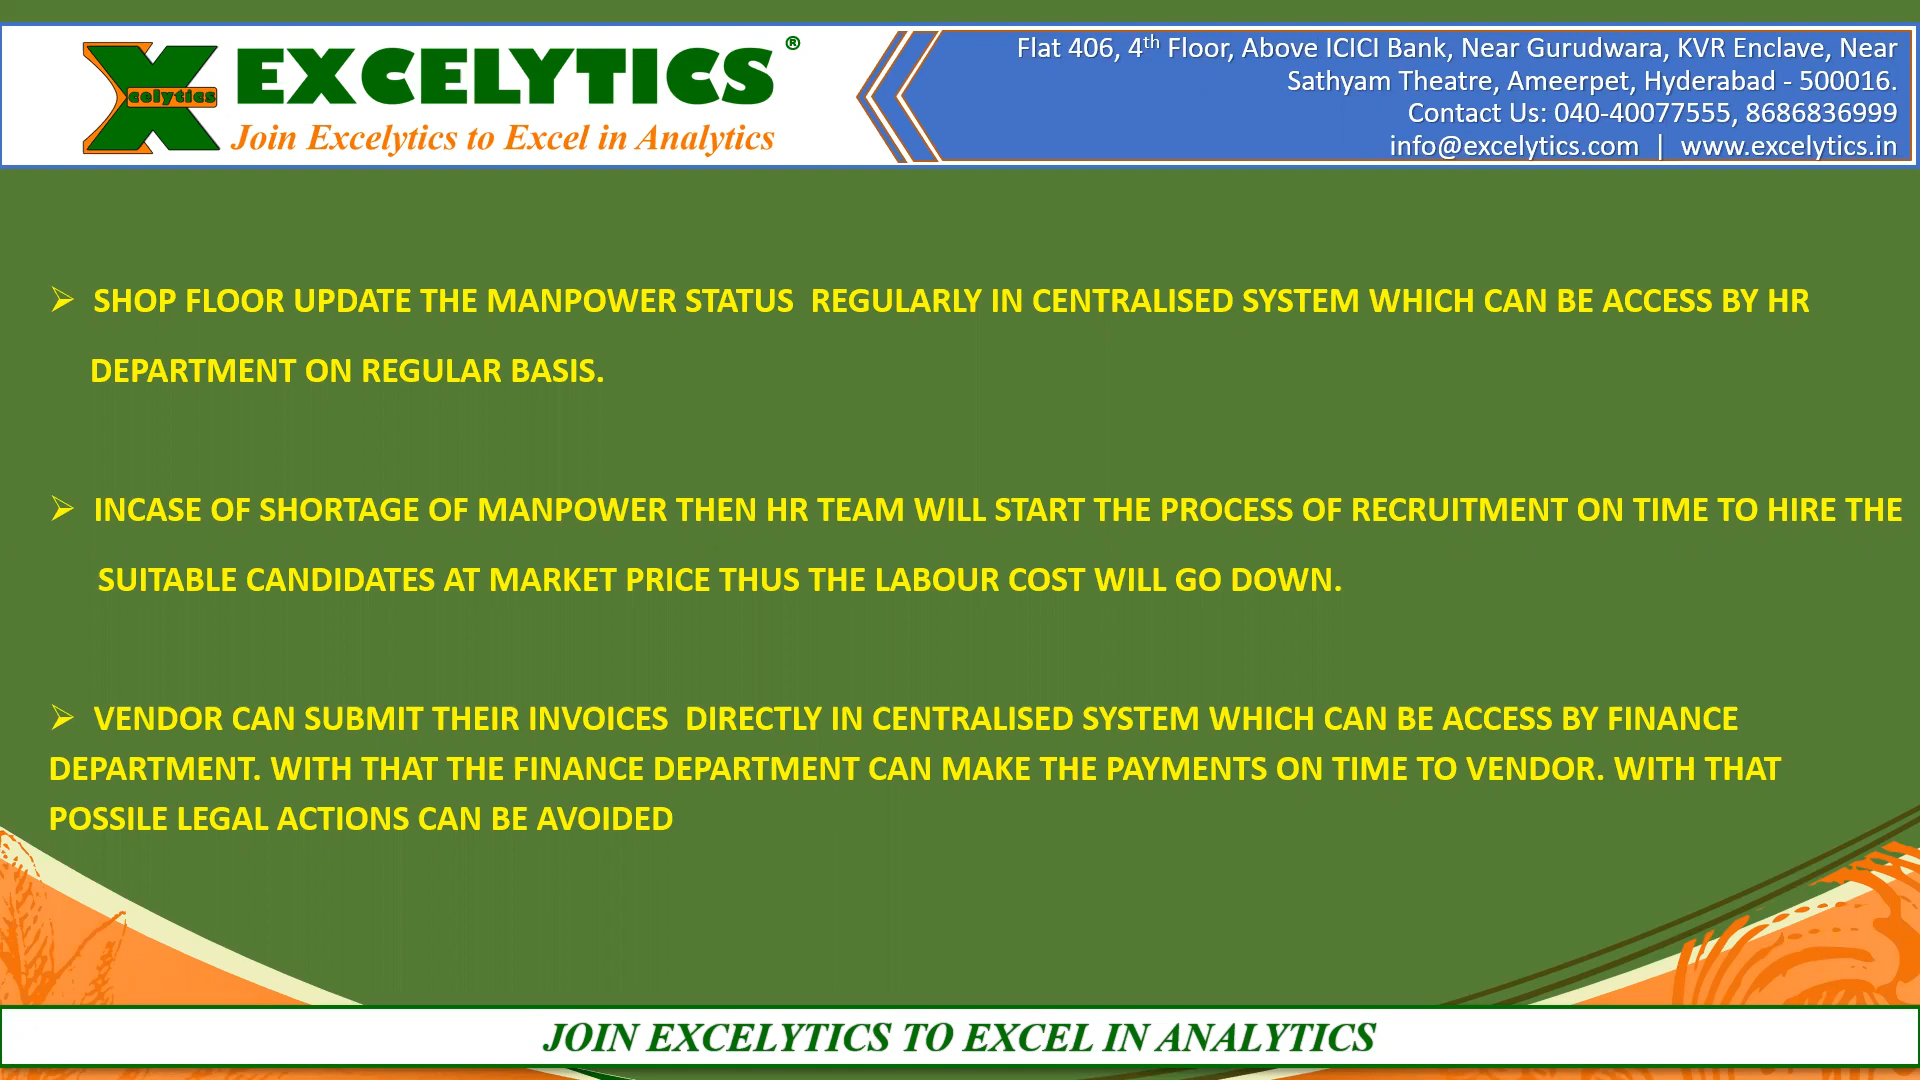 EXCELYTICS ®
celytics
Join Excelytics to Excel in Analytics
Flat 406, 4th Floor, Above ICICI Bank, Near Gurudwara, KVR Enclave, Near
Sathyam Theatre, Ameerpet, Hyderabad - 500016.
Contact Us: 040-40077555, 8686836999
info@excelytics.com | www.excelytics.in
➢ SHOP FLOOR UPDATE THE MANPOWER STATUS REGULARLY IN CENTRALISED SYSTEM WHICH CAN BE ACCESS BY HR
DEPARTMENT ON REGULAR BASIS.
➢ INCASE OF SHORTAGE OF MANPOWER THEN HR TEAM WILL START THE PROCESS OF RECRUITMENT ON TIME TO HIRE THE
SUITABLE CANDIDATES AT MARKET PRICE THUS THE LABOUR COST WILL GO DOWN.
➢ VENDOR CAN SUBMIT THEIR INVOICES DIRECTLY IN CENTRALISED SYSTEM WHICH CAN BE ACCESS BY FINANCE
DEPARTMENT. WITH THAT THE FINANCE DEPARTMENT CAN MAKE THE PAYMENTS ON TIME TO VENDOR. WITH THAT
POSSILE LEGAL ACTIONS CAN BE AVOIDED
JOIN EXCELYTICS TO EXCEL IN ANALYTICS